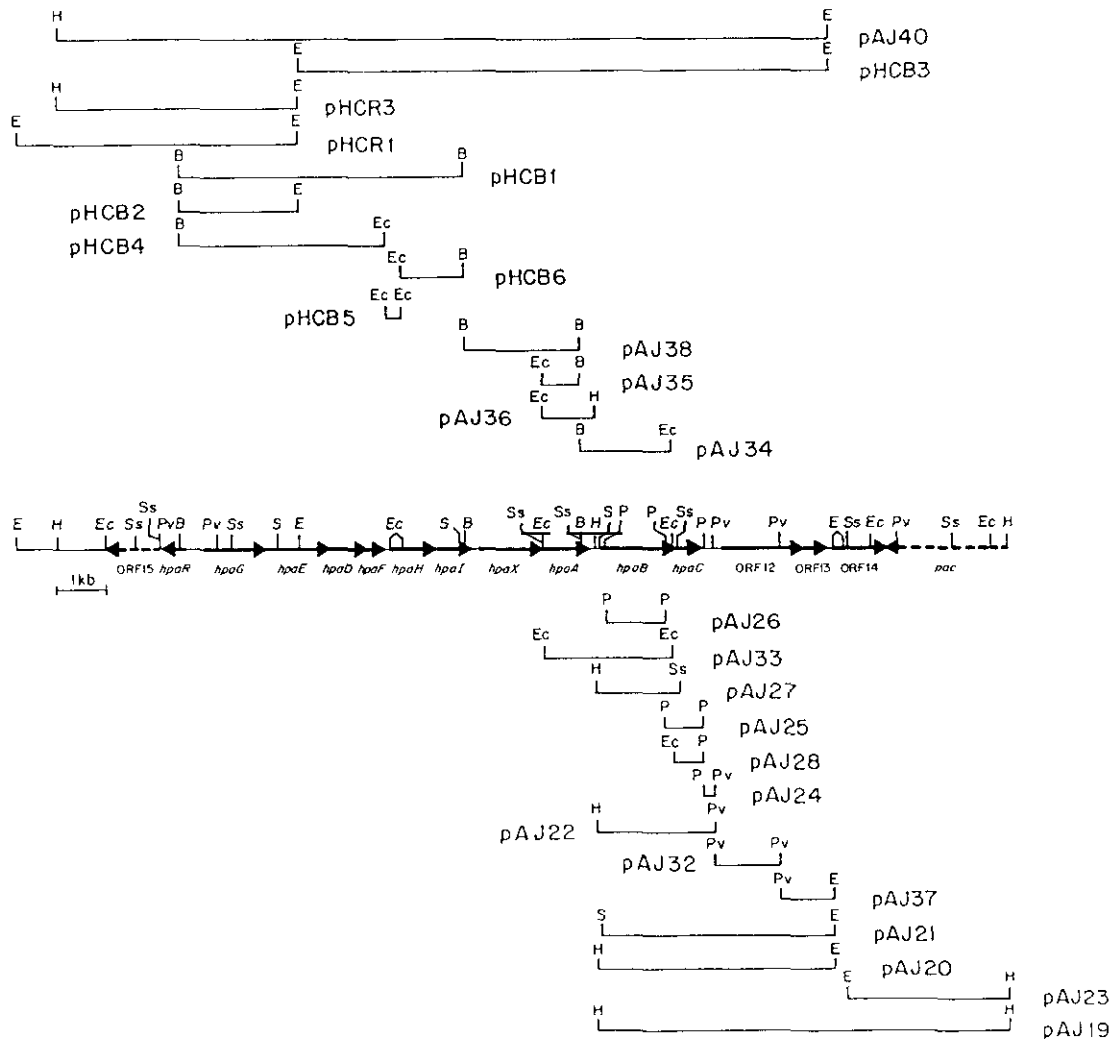 H E
pAJ40
E E
pHCB3
H E
pHCR3
E E
pHCR1
B B
pHCB1
B E
pHCB2
B Ec
pHCB4
Ec B
pHCB6
Ec Ec
pHCB5
B B
pAJ38
Ec B
pAJ35
Ec H
pAJ36
B Ec
pAJ34
E H Ec Ss Ss Pv B Pv Ss S E Ec S B Ss Ec Ss B H S P P Ec Ss P Pv Pv E Ss Ec Pv Ss Ec H
ORF15 hpaR hpaG hpaE hpaD hpaF hpaH hpaI hpaX hpaA hpaB hpaC ORF12 ORF13 ORF14 pac
1kb
P P
pAJ26
Ec Ec
pAJ33
H Ss
pAJ27
P P
pAJ25
Ec P
pAJ28
P Pv
pAJ24
H Pv
pAJ22
Pv Pv
pAJ32
Pv E
pAJ37
S E
pAJ21
H E
pAJ20
E H
pAJ23
H H
pAJ19